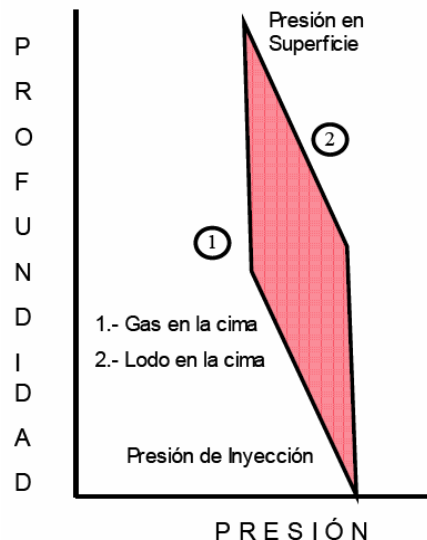 PROFUNDIDAD
Presión en
Superficie
2
1
1.- Gas en la cima
2.- Lodo en la cima
Presión de Inyección
PRESIÓN